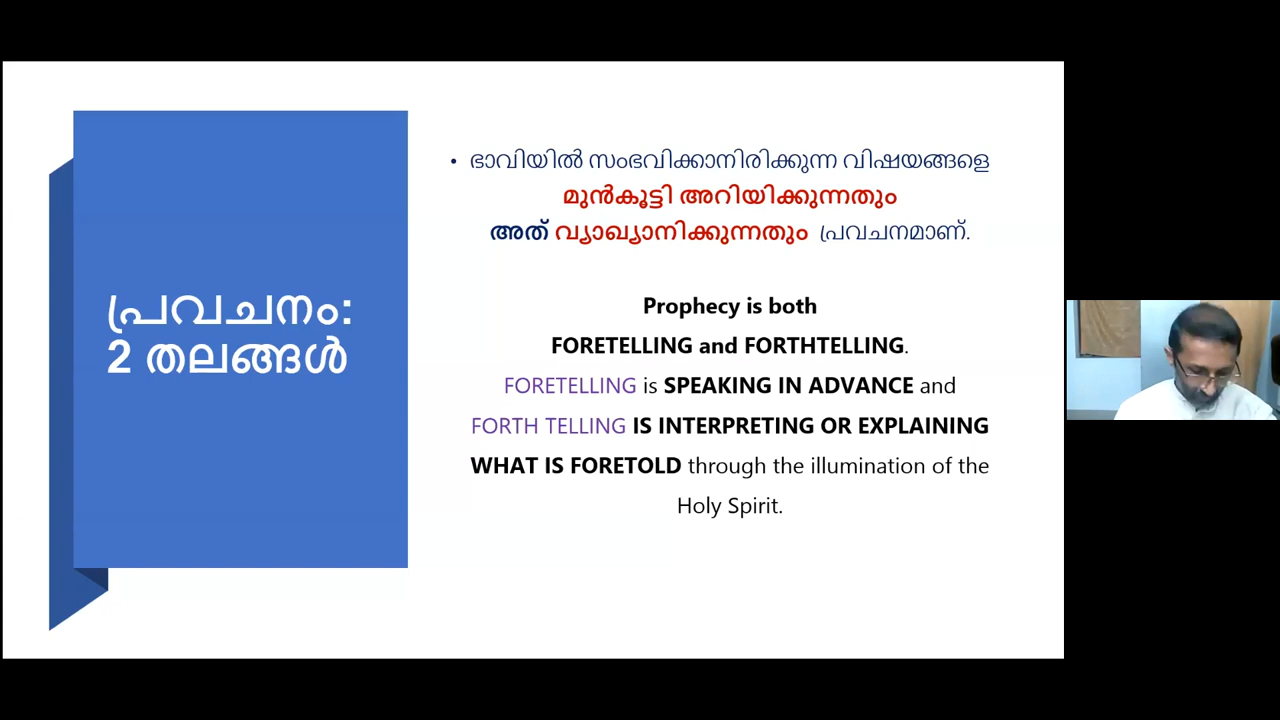 പ്രവചനം:
2 തലങ്ങൾ
• ഭാവിയിൽ സംഭവിക്കാനിരിക്കുന്ന വിഷയങ്ങളെ
മുൻകൂട്ടി അറിയിക്കുന്നതും
അത് വ്യാഖ്യാനിക്കുന്നതും പ്രവചനമാണ്.
Prophecy is both
FORETELLING and FORTHTELLING.
FORETELLING is SPEAKING IN ADVANCE and
FORTH TELLING IS INTERPRETING OR EXPLAINING
WHAT IS FORETOLD through the illumination of the
Holy Spirit.